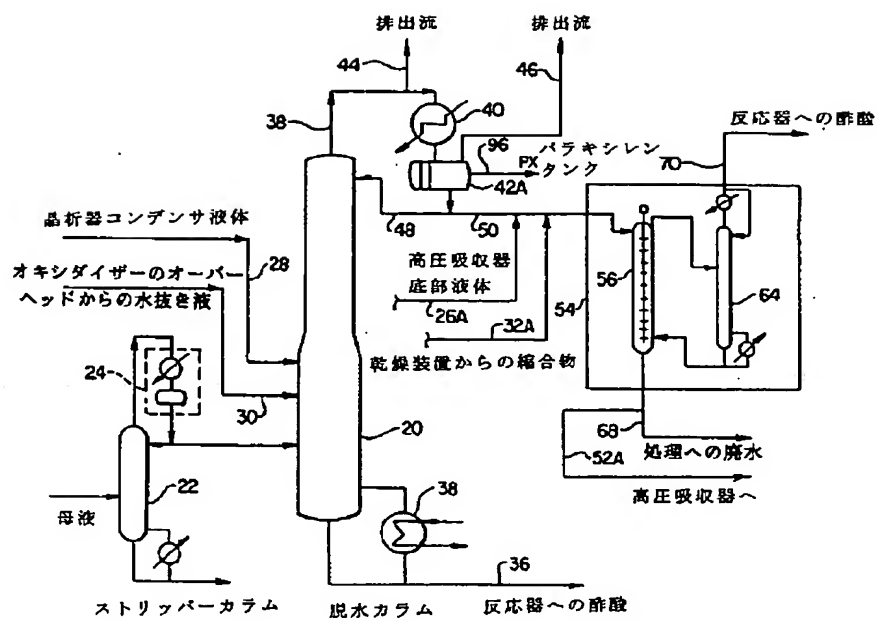 排出流
排出流
44
46
38
40
反応器への酢酸
96
パラキシレン
PX
タンク
70
42A
晶析器コンデンサ液体
48
50
28
高圧吸収器
56
オキシダイザーのオーバー
底部液体
ヘッドからの水抜き液
26A
54
64
32A
24
乾燥装置からの縮合物
30
20
68
処理への廃水
52A
22
38
高圧吸収器へ
母液
36
ストリッパーカラム
脱水カラム
反応器への酢酸